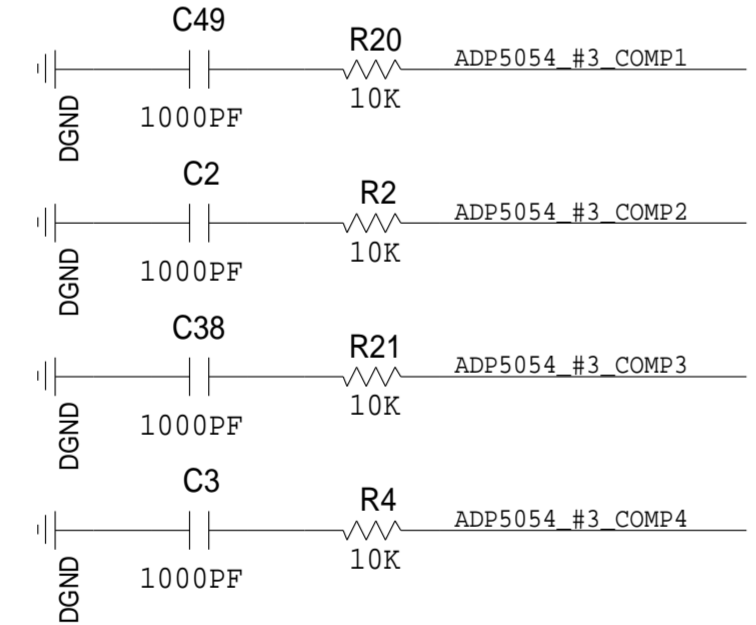 C49
R20
ADP5054_#3_COMP1
10K
1000PF
DGND
C2
R2
ADP5054_#3_COMP2
10K
1000PF
DGND
C38
R21
ADP5054_#3_COMP3
10K
1000PF
DGND
C3
R4
ADP5054_#3_COMP4
10K
1000PF
DGND